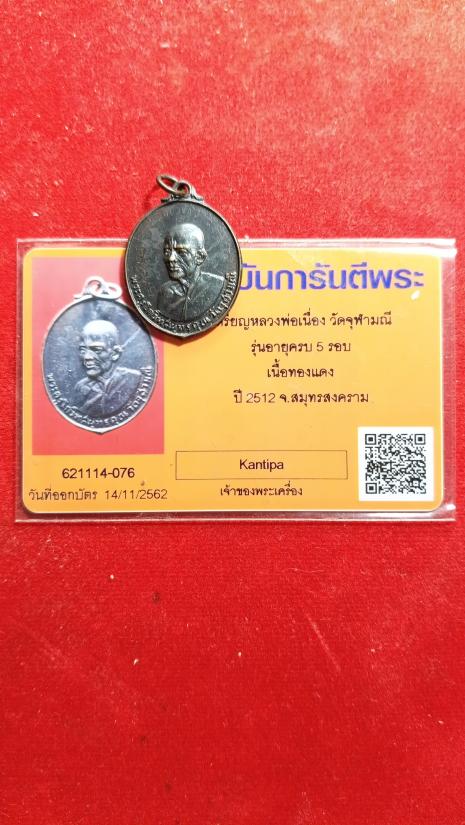 บันการันตีพระ
รียญหลวงพ่อเนื่อง วัดจุฬามณี
รุ่นอายุครบ 5 รอบ
เนื้อทองแดง
ปี 2512 จ.สมุทรสงคราม
Kantipa
เจ้าของพระเครื่อง
621114-076
วันที่ออกบัตร 14/11/2562